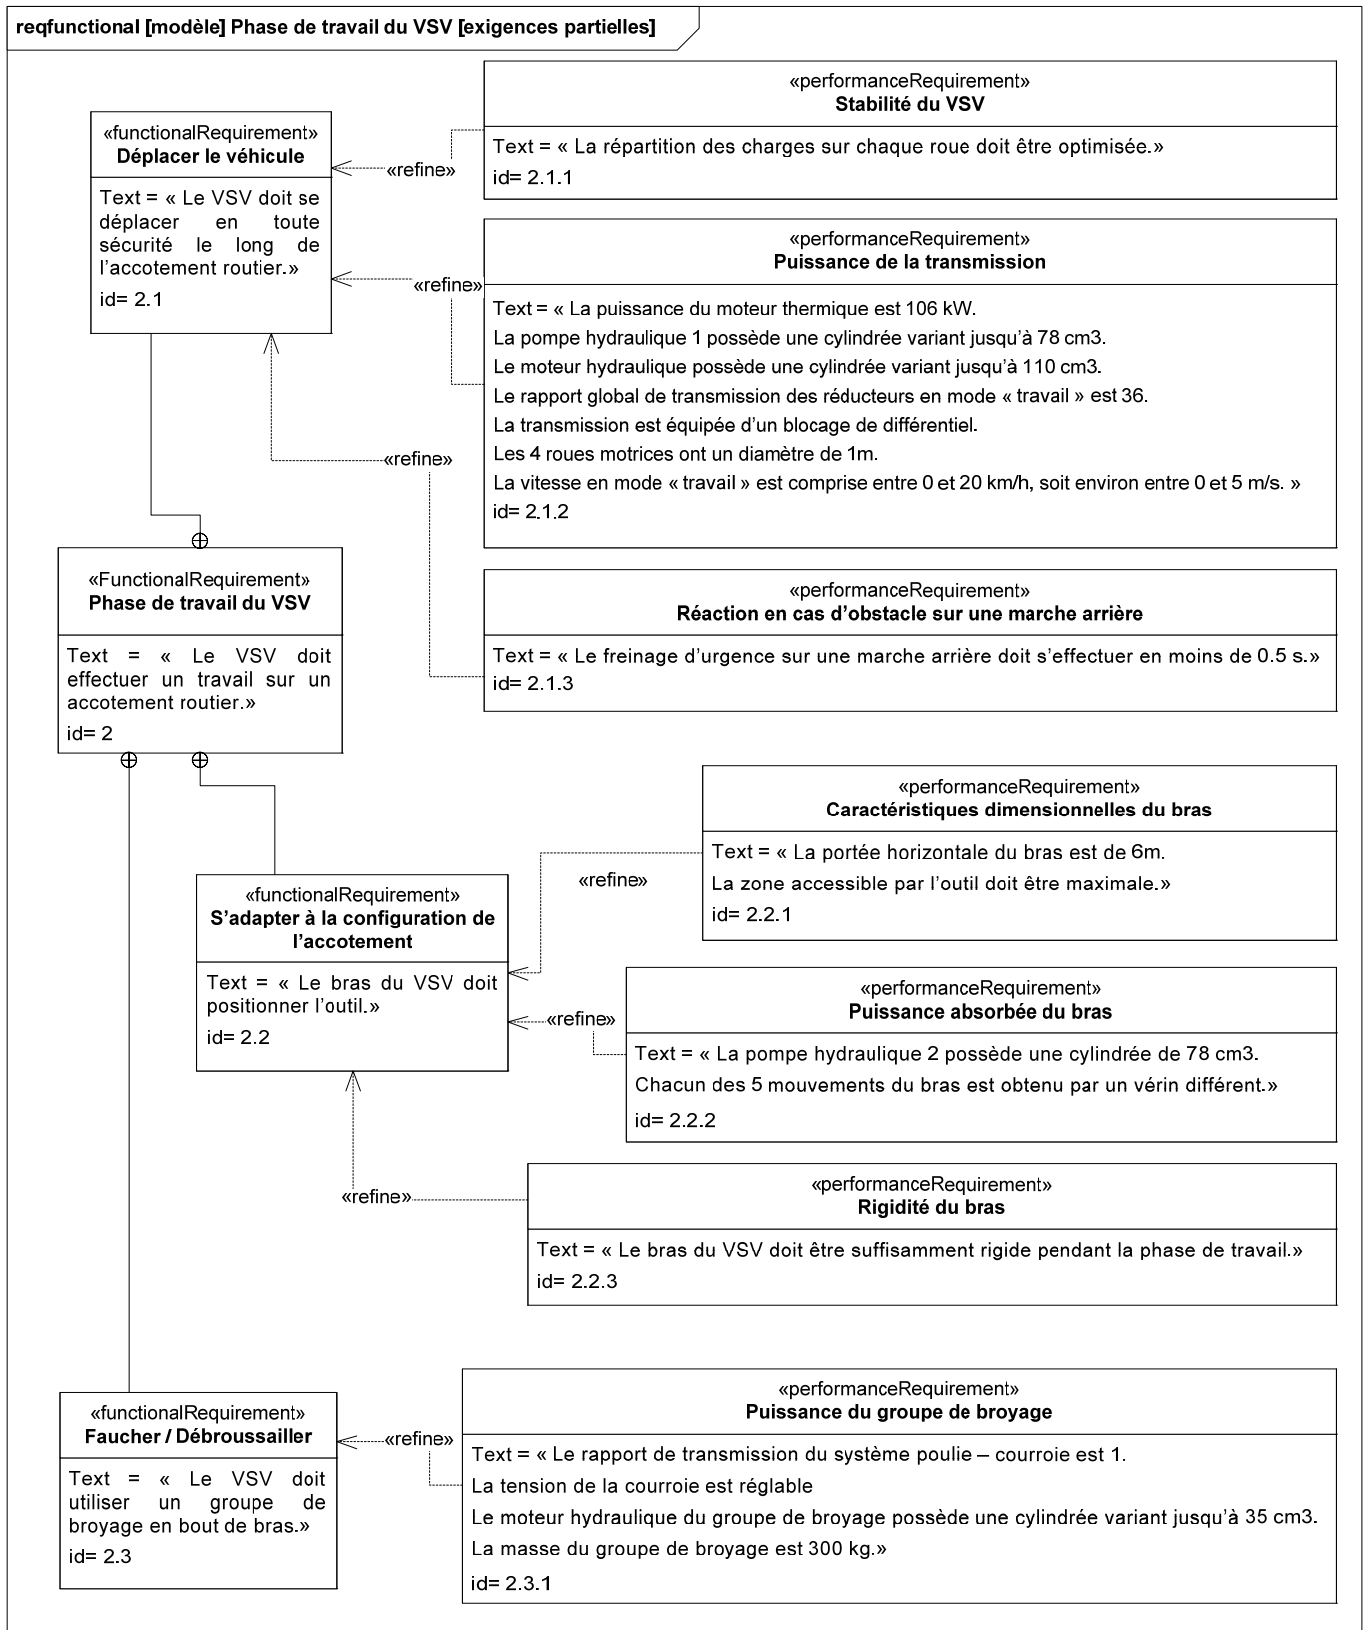 reqfunctional [modèle] Phase de travail du VSV [exigences partielles]
«performanceRequirement»
Stabilité du VSV
Text = « La répartition des charges sur chaque roue doit être optimisée.»
id= 2.1.1
«functionalRequirement»
Déplacer le véhicule
Text = « Le VSV doit se
déplacer en toute
sécurité le long de
l'accotement routier.»
id= 2.1
«refine»
«performanceRequirement»
Puissance de la transmission
Text = « La puissance du moteur thermique est 106 kW.
La pompe hydraulique 1 possède une cylindrée variant jusqu'à 78 cm3.
Le moteur hydraulique possède une cylindrée variant jusqu'à 110 cm3.
Le rapport global de transmission des réducteurs en mode « travail » est 36.
La transmission est équipée d'un blocage de différentiel.
Les 4 roues motrices ont un diamètre de 1m.
La vitesse en mode « travail » est comprise entre 0 et 20 km/h, soit environ entre 0 et 5 m/s. »
id= 2.1.2
«refine»
«refine»
«FunctionalRequirement»
Phase de travail du VSV
Text = « Le VSV doit
effectuer un travail sur un
accotement routier.»
id= 2
«performanceRequirement»
Réaction en cas d'obstacle sur une marche arrière
Text = « Le freinage d'urgence sur une marche arrière doit s'effectuer en moins de 0.5 s.»
id= 2.1.3
«performanceRequirement»
Caractéristiques dimensionnelles du bras
Text = « La portée horizontale du bras est de 6m.
La zone accessible par l'outil doit être maximale.»
id= 2.2.1
«refine»
«functionalRequirement»
S'adapter à la configuration de
l'accotement
Text = « Le bras du VSV doit
positionner l'outil.»
id= 2.2
«performanceRequirement»
Puissance absorbée du bras
Text = « La pompe hydraulique 2 possède une cylindrée de 78 cm3.
Chacun des 5 mouvements du bras est obtenu par un vérin différent.»
id= 2.2.2
«refine»
«performanceRequirement»
Rigidité du bras
Text = « Le bras du VSV doit être suffisamment rigide pendant la phase de travail.»
id= 2.2.3
«refine»
«functionalRequirement»
Faucher / Débroussailler
Text = « Le VSV doit
utiliser un groupe de
broyage en bout de bras.»
id= 2.3
«refine»
«performanceRequirement»
Puissance du groupe de broyage
Text = « Le rapport de transmission du système poulie – courroie est 1.
La tension de la courroie est réglable
Le moteur hydraulique du groupe de broyage possède une cylindrée variant jusqu'à 35 cm3.
La masse du groupe de broyage est 300 kg.»
id= 2.3.1